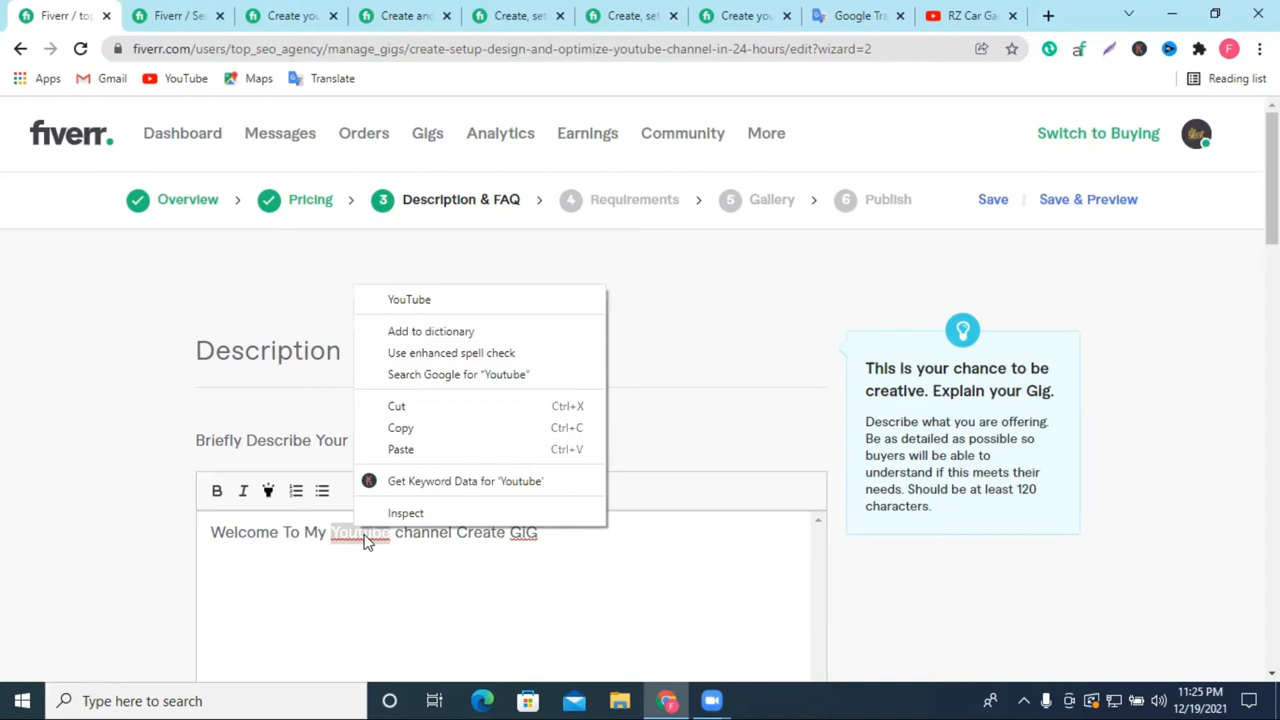 Fiverr / top
Fiverr / Se
Create you
Create and
Create, set
Create, set
Create you
Google Tra
RZ Car Ga
fiverr.com/users/top_seo_agency/manage_gigs/create-setup-design-and-optimize-youtube-channel-in-24-hours/edit?wizard=2
F
Apps
Gmail
YouTube
Maps
Translate
Reading list
fiverr.
Dashboard
Messages
Orders
Gigs
Analytics
Earnings
Community
More
Switch to Buying
Overview
Pricing
3 Description & FAQ
4 Requirements
5 Gallery
6 Publish
Save
Save & Preview
YouTube
Add to dictionary
Use enhanced spell check
Search Google for “Youtube”
Cut Ctrl+X
Copy Ctrl+C
Paste Ctrl+V
Get Keyword Data for 'Youtube'
Inspect
Description
Briefly Describe Your
B I
Welcome To My Youtube channel Create GiG
This is your chance to be
creative. Explain your Gig.
Describe what you are offering.
Be as detailed as possible so
buyers will be able to
understand if this meets their
needs. Should be at least 120
characters.
Type here to search
11:25 PM
12/19/2021